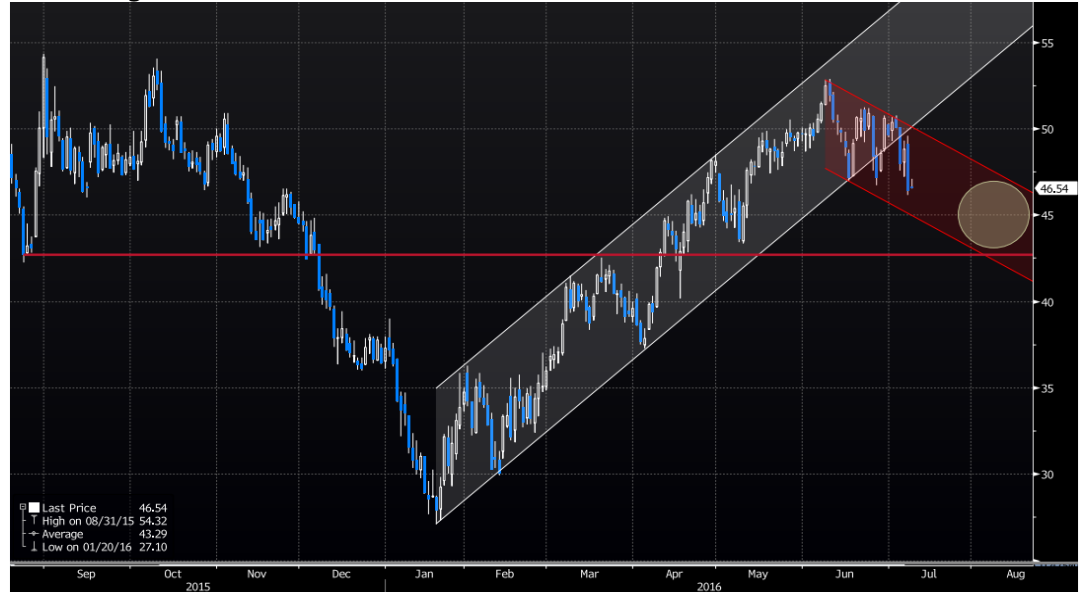 55
50
46.54
45
40
35
30
Last Price 46.54
High on 08/31/15 54.32
Average 43.29
Low on 01/20/16 27.10
Sep Oct Nov Dec Jan Feb Mar Apr May Jun Jul Aug
2015 2016